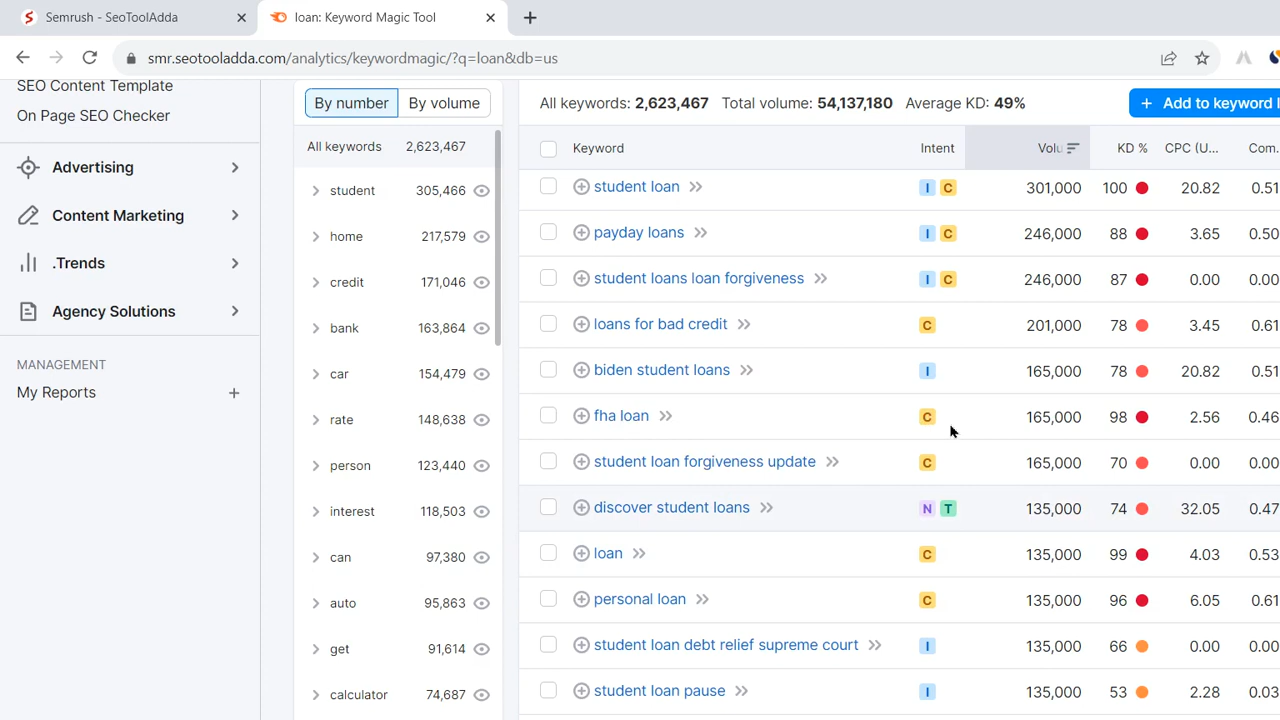 Semrush - SeoToolAdda
loan: Keyword Magic Tool
smr.seotooladda.com/analytics/keywordmagic/?q=loan&db=us
SEO Content Template
On Page SEO Checker
Advertising
Content Marketing
.Trends
Agency Solutions
MANAGEMENT
My Reports +
By number By volume
All keywords 2,623,467
student 305,466
home 217,579
credit 171,046
bank 163,864
car 154,479
rate 148,638
person 123,440
interest 118,503
can 97,380
auto 95,863
get 91,614
calculator 74,687
All keywords: 2,623,467 Total volume: 54,137,180 Average KD: 49%
+ Add to keyword l
Keyword Intent Volu KD % CPC (U... Com.
student loan I C 301,000 100 20.82 0.51
payday loans I C 246,000 88 3.65 0.50
student loans loan forgiveness I C 246,000 87 0.00 0.00
loans for bad credit C 201,000 78 3.45 0.61
biden student loans I 165,000 78 20.82 0.51
fha loan C 165,000 98 2.56 0.46
student loan forgiveness update C 165,000 70 0.00 0.00
discover student loans N T 135,000 74 32.05 0.47
loan C 135,000 99 4.03 0.53
personal loan C 135,000 96 6.05 0.61
student loan debt relief supreme court I 135,000 66 0.00 0.00
student loan pause I 135,000 53 2.28 0.03